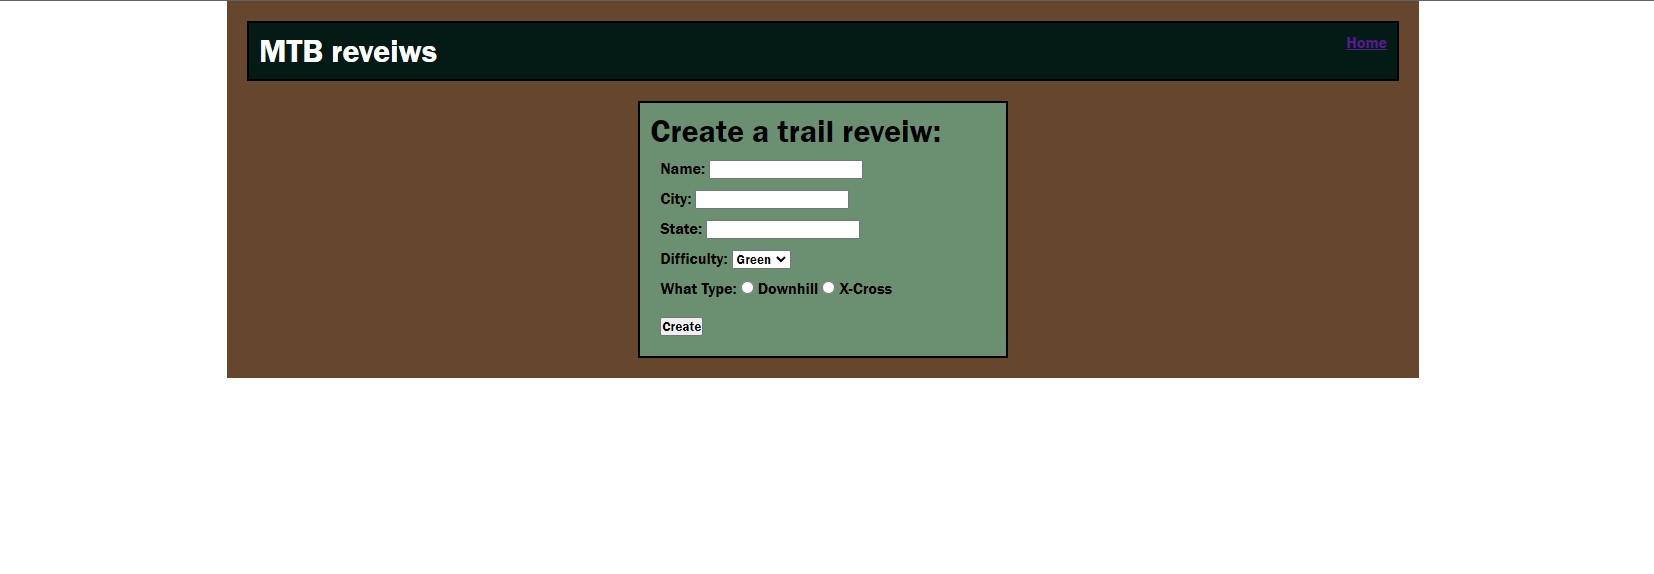 MTB reveiws
Home
Create a trail reveiw:
Name:
City:
State:
Difficulty: Green
What Type: Downhill X-Cross
Create